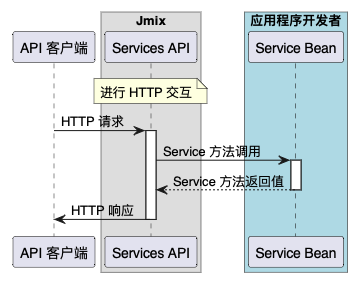 Jmix
应用程序开发者
API 客户端
Services API
Service Bean
进行 HTTP 交互
HTTP 请求
Service 方法调用
Service 方法返回值
HTTP 响应
API 客户端
Services API
Service Bean